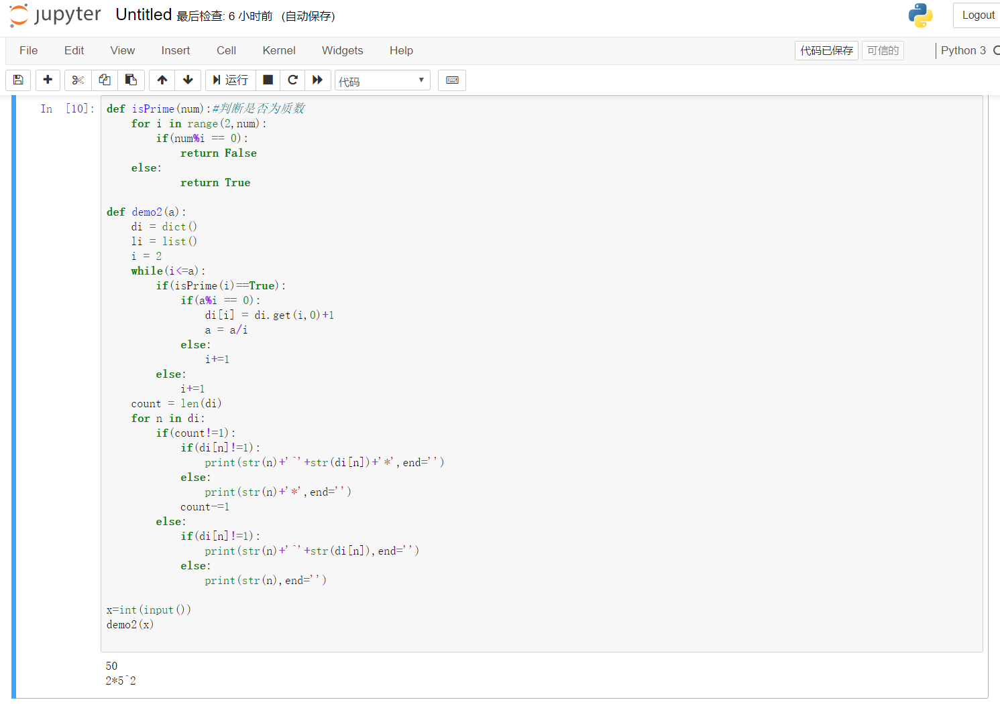 jupyter Untitled 最后检查: 6 小时前 (自动保存) Logout
File Edit View Insert Cell Kernel Widgets Help 代码已保存 可信的 Python 3
运行 代码
In [10]: def isPrime(num):#判断是否为质数
    for i in range(2,num):
        if(num%i == 0):
            return False
    else:
            return True

def demo2(a):
    di = dict()
    li = list()
    i = 2
    while(i<=a):
        if(isPrime(i)==True):
            if(a%i == 0):
                di[i] = di.get(i,0)+1
                a = a/i
            else:
                i+=1
        else:
            i+=1
    count = len(di)
    for n in di:
        if(count!=1):
            if(di[n]!=1):
                print(str(n)+'^'+str(di[n])+'*',end='')
            else:
                print(str(n)+'*',end='')
            count-=1
        else:
            if(di[n]!=1):
                print(str(n)+'^'+str(di[n]),end='')
            else:
                print(str(n),end='')

x=int(input())
demo2(x)
50
2*5^2